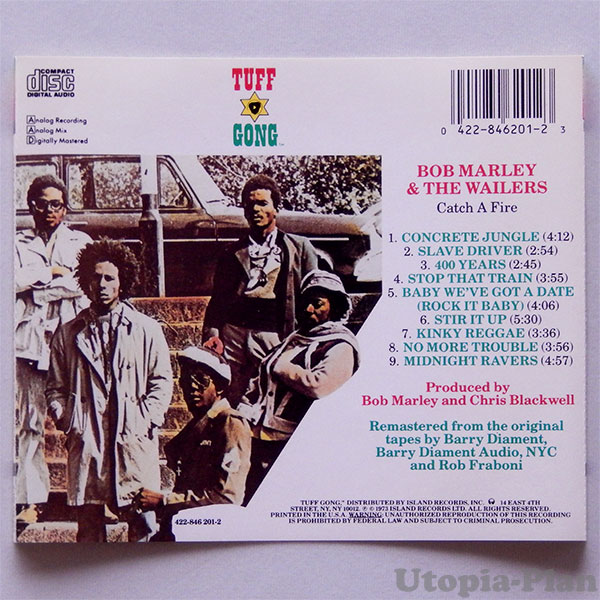 COMPACT
disc
DIGITAL AUDIO
A Analog Recording
A Analog Mix
D Digitally Mastered
TUFF
GONG™
0 422-846201-2 3
BOB MARLEY
& THE WAILERS
Catch A Fire
1. CONCRETE JUNGLE (4:12)
2. SLAVE DRIVER (2:54)
3. 400 YEARS (2:45)
4. STOP THAT TRAIN (3:55)
5. BABY WE'VE GOT A DATE
(ROCK IT BABY) (4:06)
6. STIR IT UP (5:30)
7. KINKY REGGAE (3:36)
8. NO MORE TROUBLE (3:56)
9. MIDNIGHT RAVERS (4:57)
Produced by
Bob Marley and Chris Blackwell
Remastered from the original
tapes by Barry Diament,
Barry Diament Audio, NYC
and Rob Fraboni
TUFF GONG,™ DISTRIBUTED BY ISLAND RECORDS, INC. 14 EAST 4TH
STREET, NY, NY 10012. ℗ © 1973 ISLAND RECORDS LTD. ALL RIGHTS RESERVED.
PRINTED IN THE U.S.A. WARNING: UNAUTHORIZED REPRODUCTION OF THIS RECORDING
IS PROHIBITED BY FEDERAL LAW AND SUBJECT TO CRIMINAL PROSECUTION.
422-846 201-2
Utopia-Plan